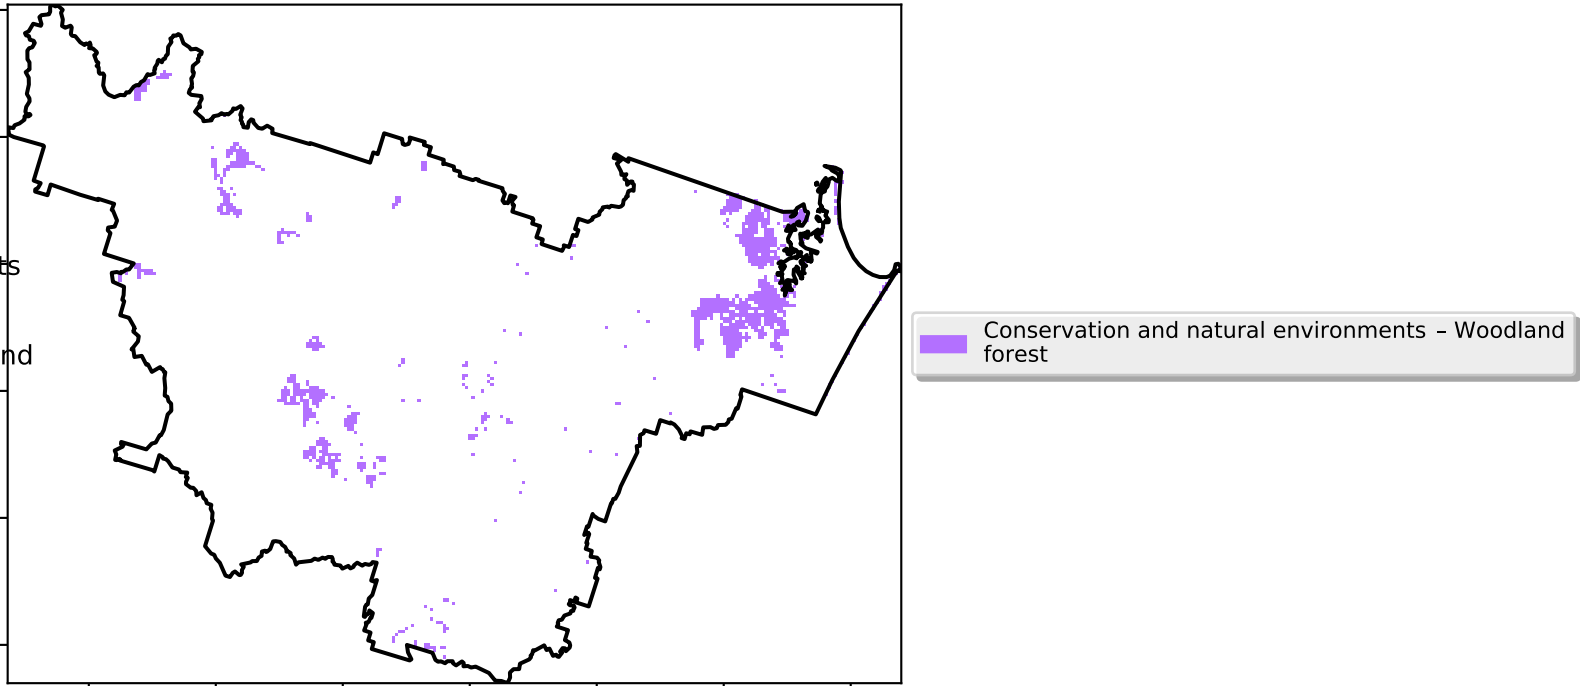 ts
Conservation and natural environments – Woodland
forest
nd